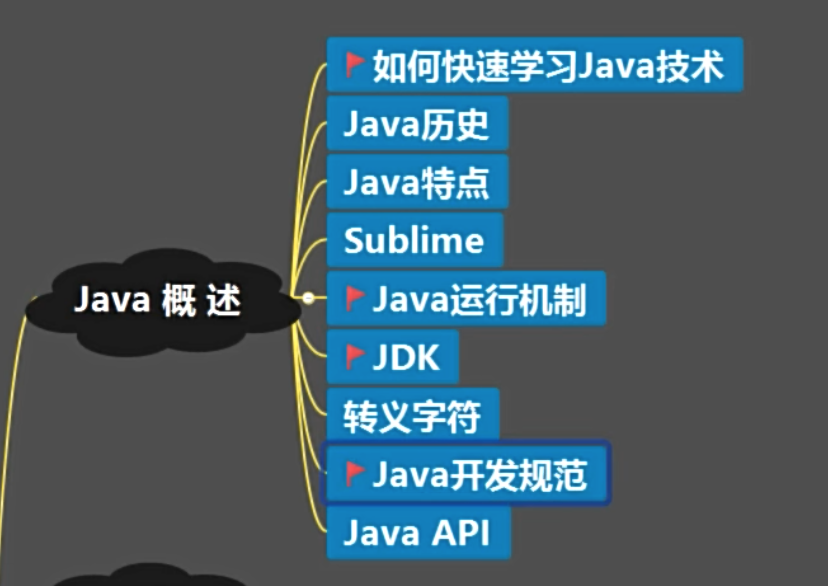 如何快速学习Java技术
Java历史
Java特点
Sublime
Java 概 述
Java运行机制
JDK
转义字符
Java开发规范
Java API